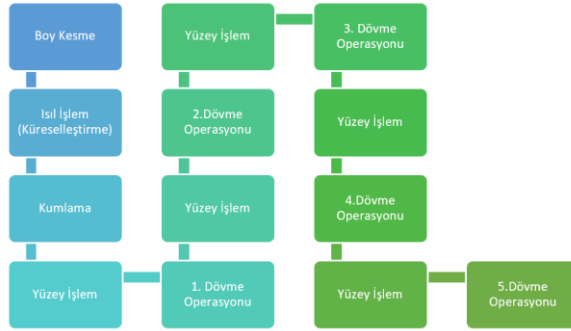 Boy Kesme
Isıl İşlem
(Küreselleştirme)
Kumlama
Yüzey İşlem
1. Dövme
Operasyonu
Yüzey İşlem
2.Dövme
Operasyonu
Yüzey İşlem
3. Dövme
Operasyonu
Yüzey İşlem
4.Dövme
Operasyonu
Yüzey İşlem
5.Dövme
Operasyonu